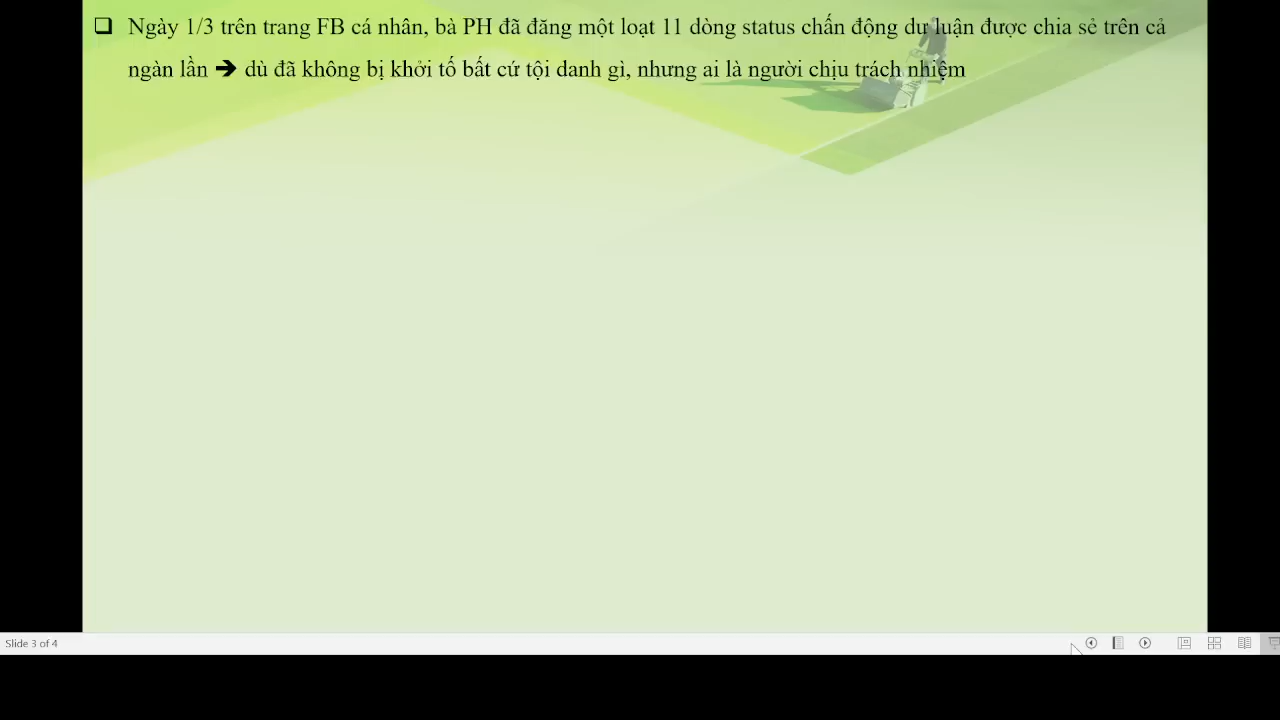 ❑ Ngày 1/3 trên trang FB cá nhân, bà PH đã đăng một loạt 11 dòng status chấn động dư luận được chia sẻ trên cả
ngàn lần ➔ dù đã không bị khởi tố bất cứ tội danh gì, nhưng ai là người chịu trách nhiệm
Slide 3 of 4